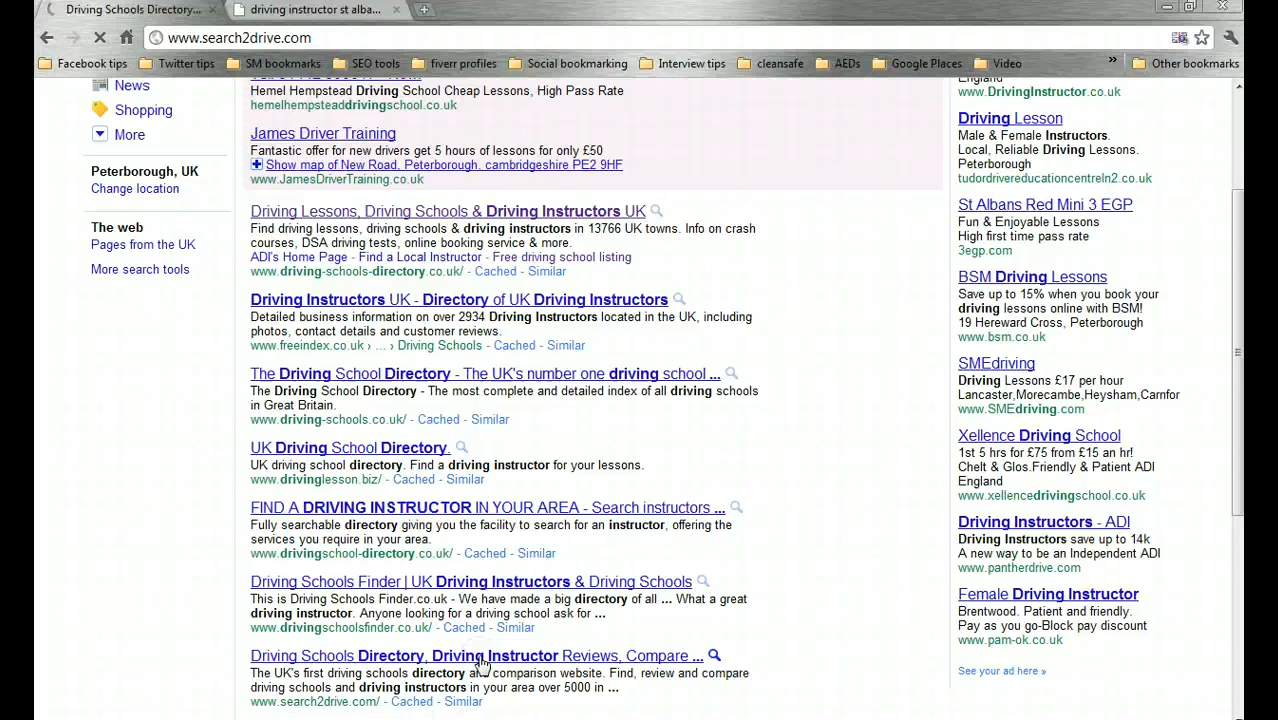 Driving Schools Directory...
driving instructor st alba...
www.search2drive.com
Facebook tips
Twitter tips
SM bookmarks
SEO tools
fiverr profiles
Social bookmarking
Interview tips
cleansafe
AEDs
Google Places
Video
»
Other bookmarks
News
Shopping
More
Peterborough, UK
Change location
The web
Pages from the UK
More search tools
Hemel Hempstead Driving School Cheap Lessons, High Pass Rate
hemelhempsteaddrivingschool.co.uk
James Driver Training
Fantastic offer for new drivers get 5 hours of lessons for only £50
Show map of New Road, Peterborough, cambridgeshire PE2 9HF
www.JamesDriverTraining.co.uk
Driving Lessons, Driving Schools & Driving Instructors UK
Find driving lessons, driving schools & driving instructors in 13766 UK towns. Info on crash
courses, DSA driving tests, online booking service & more.
ADI's Home Page - Find a Local Instructor - Free driving school listing
www.driving-schools-directory.co.uk/ - Cached - Similar
Driving Instructors UK - Directory of UK Driving Instructors
Detailed business information on over 2934 Driving Instructors located in the UK, including
photos, contact details and customer reviews.
www.freeindex.co.uk › ... › Driving Schools - Cached - Similar
The Driving School Directory - The UK's number one driving school ...
The Driving School Directory - The most complete and detailed index of all driving schools
in Great Britain.
www.driving-schools.co.uk/ - Cached - Similar
UK Driving School Directory.
UK driving school directory. Find a driving instructor for your lessons.
www.drivinglesson.biz/ - Cached - Similar
FIND A DRIVING INSTRUCTOR IN YOUR AREA - Search instructors ...
Fully searchable directory giving you the facility to search for an instructor, offering the
services you require in your area.
www.drivingschool-directory.co.uk/ - Cached - Similar
Driving Schools Finder | UK Driving Instructors & Driving Schools
This is Driving Schools Finder.co.uk - We have made a big directory of all ... What a great
driving instructor. Anyone looking for a driving school ask for ...
www.drivingschoolsfinder.co.uk/ - Cached - Similar
Driving Schools Directory, Driving Instructor Reviews, Compare ...
The UK's first driving schools directory and comparison website. Find, review and compare
driving schools and driving instructors in your area over 5000 in ...
www.search2drive.com/ - Cached - Similar
England
www.DrivingInstructor.co.uk
Driving Lesson
Male & Female Instructors.
Local, Reliable Driving Lessons.
Peterborough
tudordrivereducationcentreln2.co.uk
St Albans Red Mini 3 EGP
Fun & Enjoyable Lessons
High first time pass rate
3egp.com
BSM Driving Lessons
Save up to 15% when you book your
driving lessons online with BSM!
19 Hereward Cross, Peterborough
www.bsm.co.uk
SMEdriving
Driving Lessons £17 per hour
Lancaster,Morecambe,Heysham,Carnfor
www.SMEdriving.com
Xellence Driving School
1st 5 hrs for £75 from £15 an hr!
Chelt & Glos.Friendly & Patient ADI
England
www.xellencedrivingschool.co.uk
Driving Instructors - ADI
Driving Instructors save up to 14k
A new way to be an Independent ADI
www.pantherdrive.com
Female Driving Instructor
Brentwood. Patient and friendly.
Pay as you go-Block pay discount
www.pam-ok.co.uk
See your ad here »